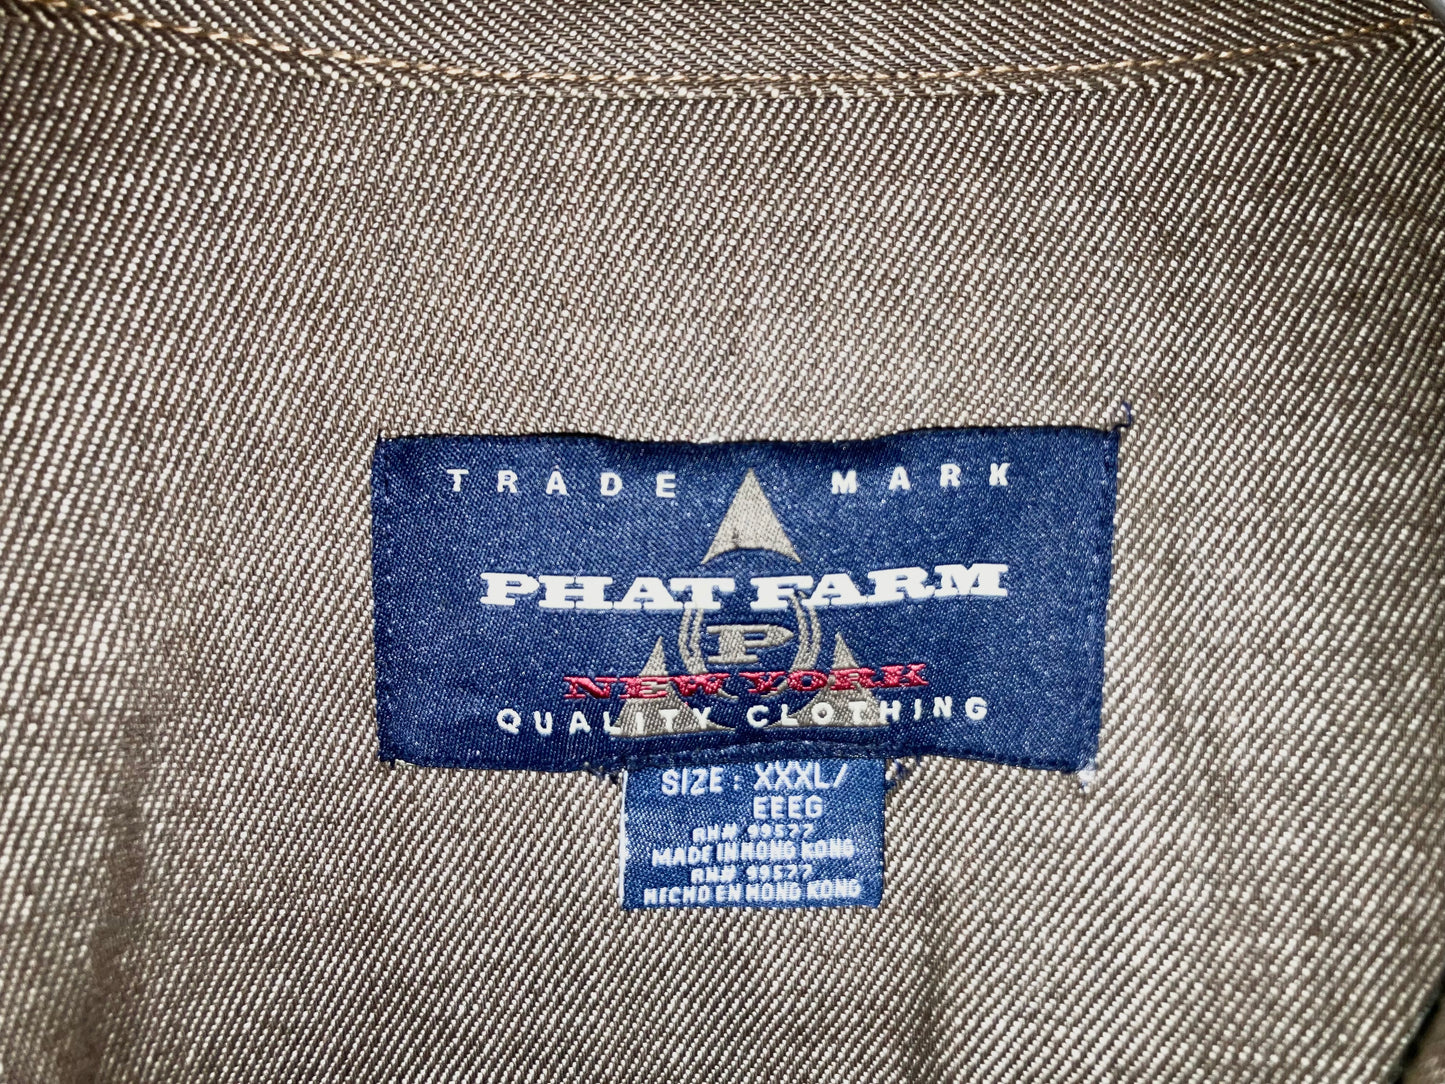 TRADE MARK
PHAT FARM
P
NEW YORK
QUALITY CLOTHING
SIZE : XXXL/
EEEG
RN# 99577
MADE IN HONG KONG
RN# 99577
HECHO EN HONG KONG